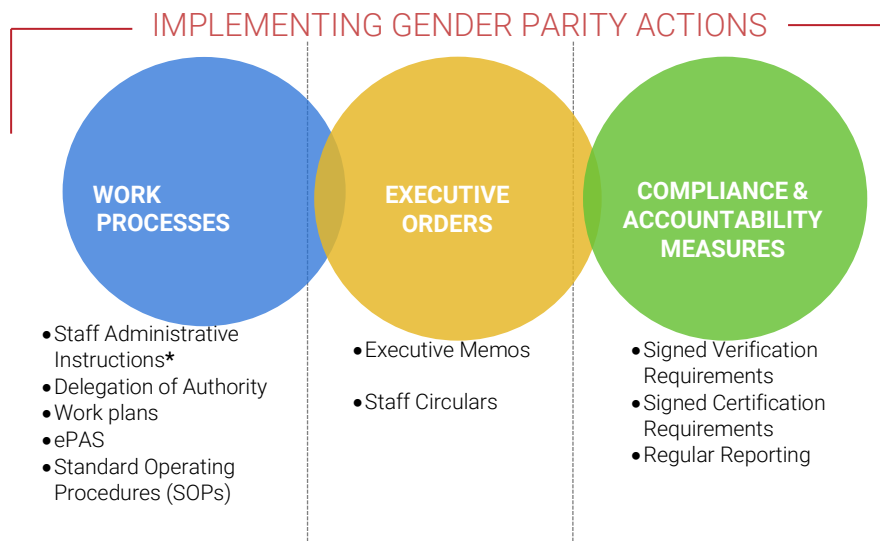 IMPLEMENTING GENDER PARITY ACTIONS
WORK
PROCESSES
• Staff Administrative
Instructions*
• Delegation of Authority
• Work plans
• ePAS
• Standard Operating
Procedures (SOPs)
EXECUTIVE
ORDERS
• Executive Memos
• Staff Circulars
COMPLIANCE &
ACCOUNTABILITY
MEASURES
• Signed Verification
Requirements
• Signed Certification
Requirements
• Regular Reporting